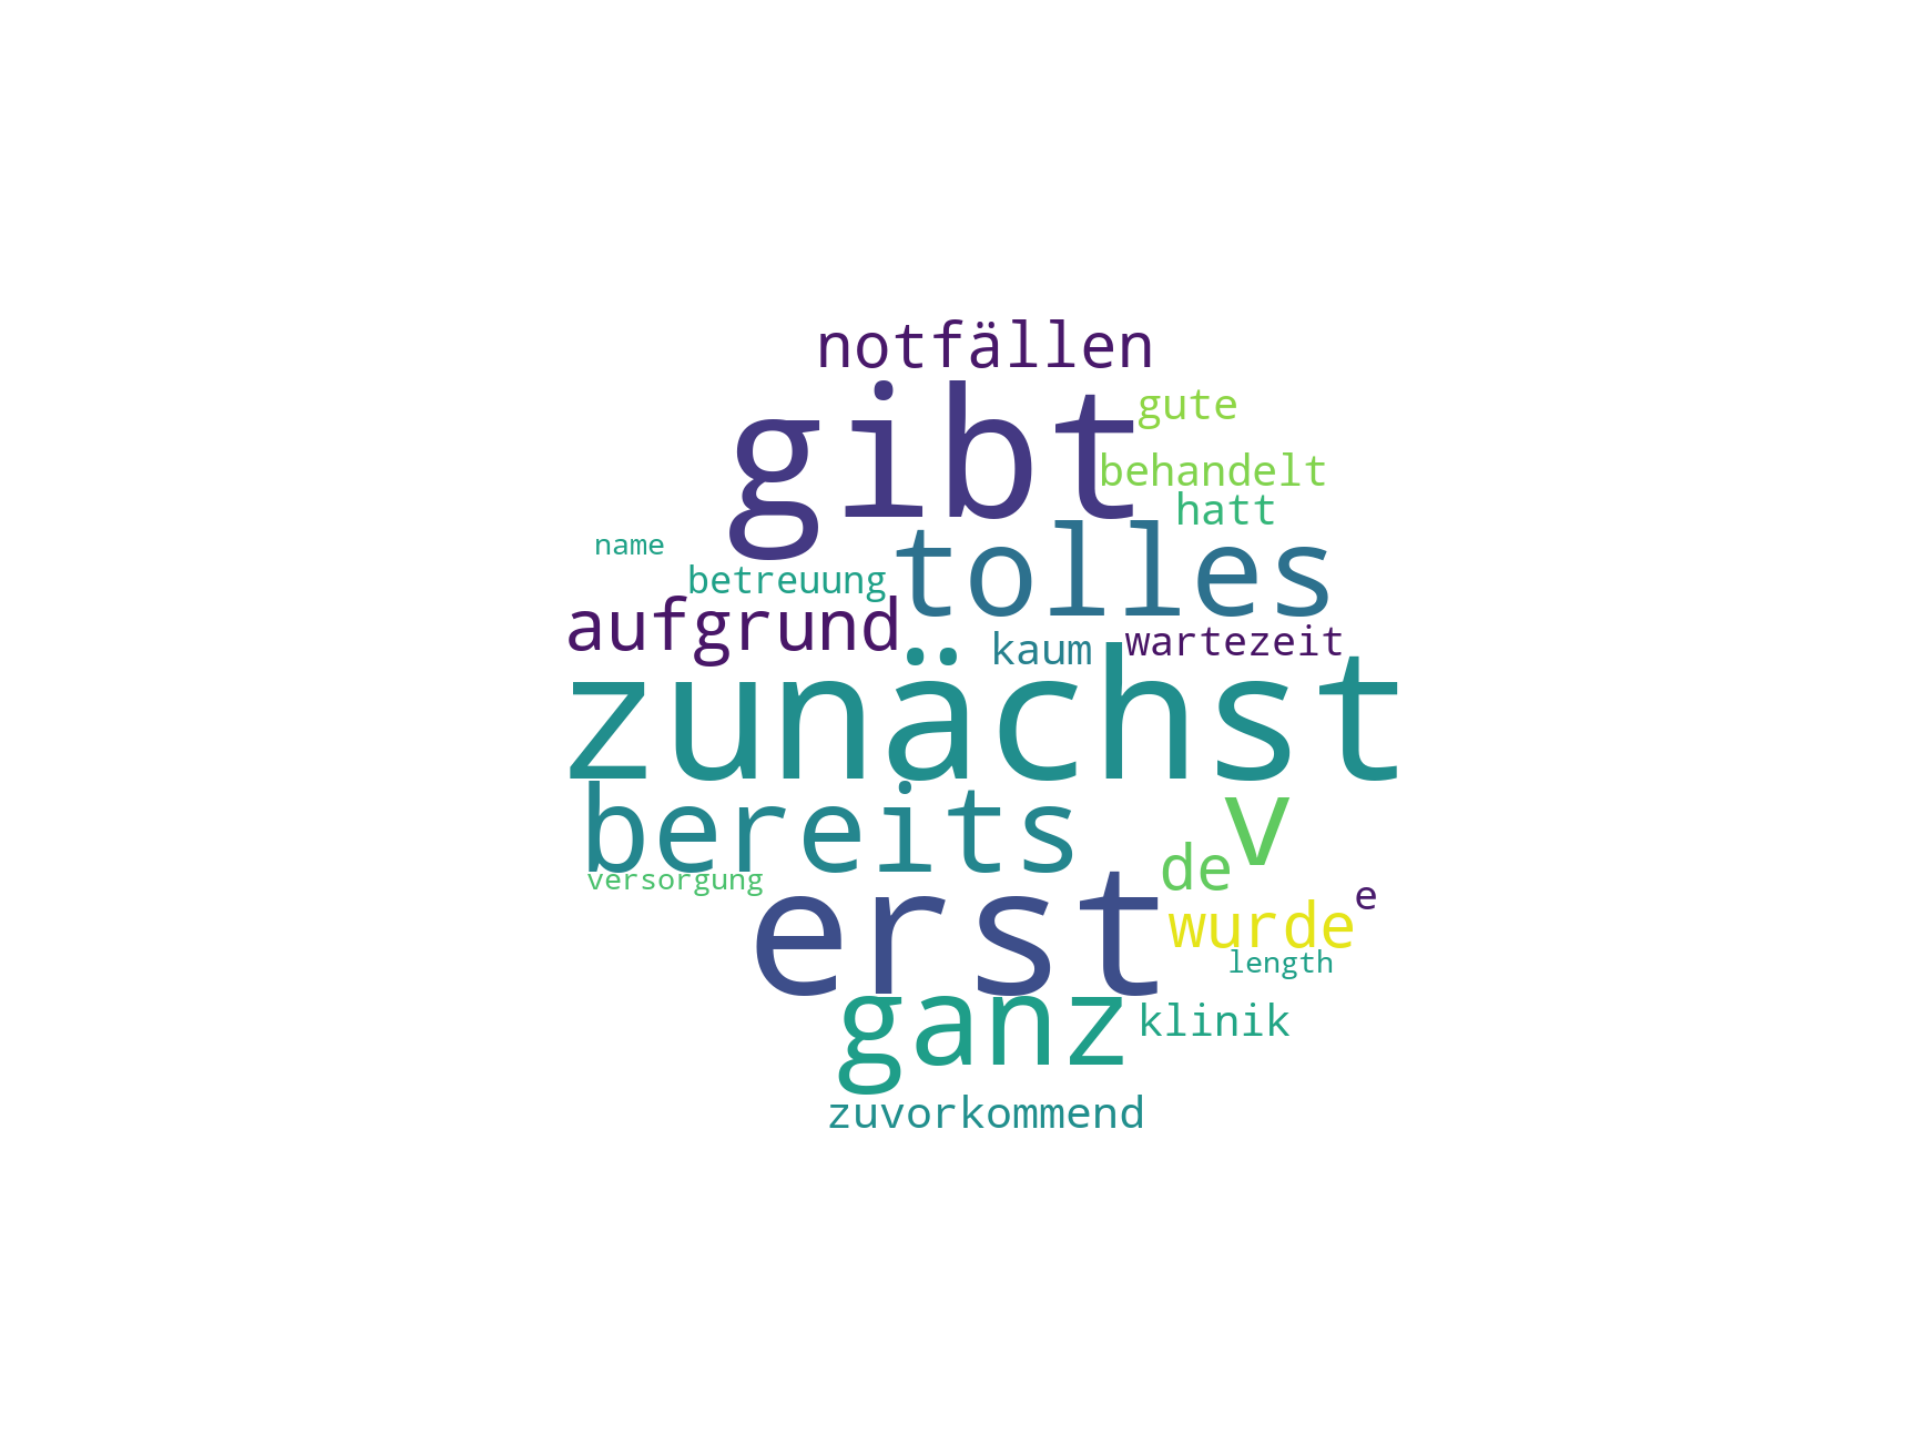 notfällen
gibt
gute
behandelt
hatt
tolles
name
betreuung
aufgrund
kaum
wartezeit
zunächst
bereits
v
de
versorgung
e
erst
wurde
length
ganz
klinik
zuvorkommend